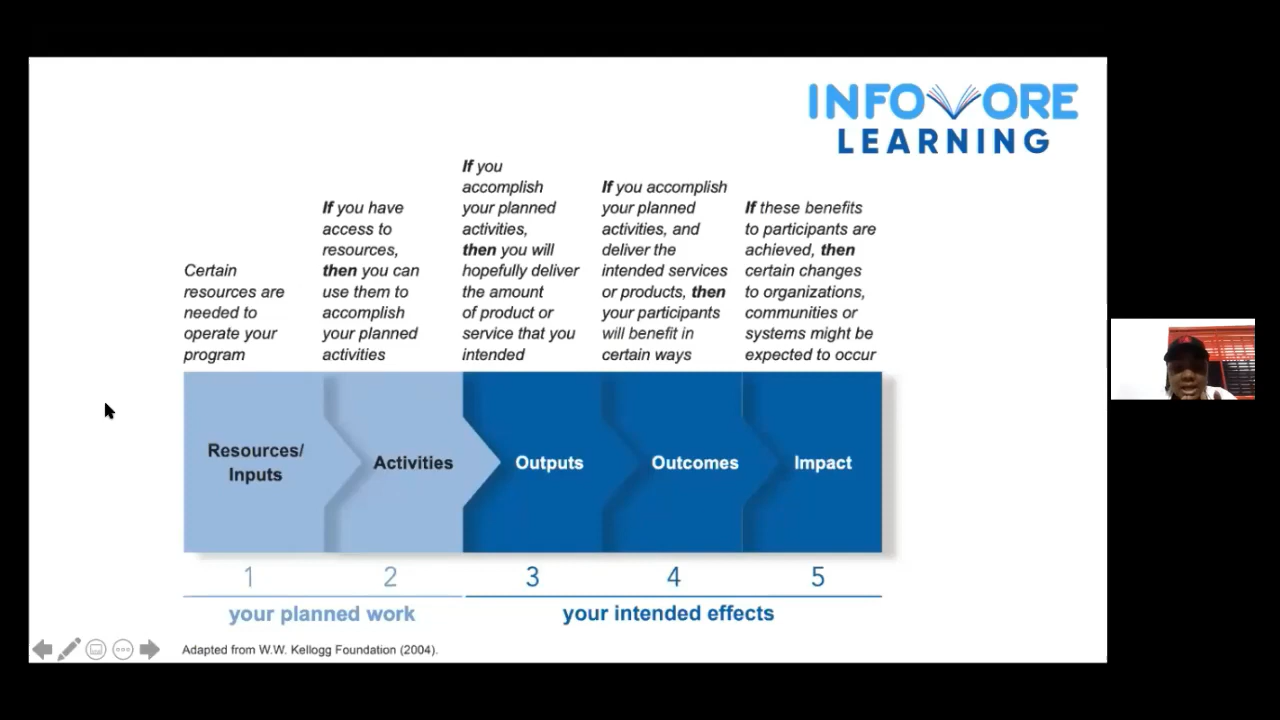 INFOVORE
LEARNING
Certain
resources are
needed to
operate your
program
If you have
access to
resources,
then you can
use them to
accomplish
your planned
activities
If you
accomplish
your planned
activities,
then you will
hopefully deliver
the amount
of product or
service that you
intended
If you accomplish
your planned
activities, and
deliver the
intended services
or products, then
your participants
will benefit in
certain ways
If these benefits
to participants are
achieved, then
certain changes
to organizations,
communities or
systems might be
expected to occur
Resources/
Inputs
Activities
Outputs
Outcomes
Impact
1
2
3
4
5
your planned work
your intended effects
Adapted from W.W. Kellogg Foundation (2004).